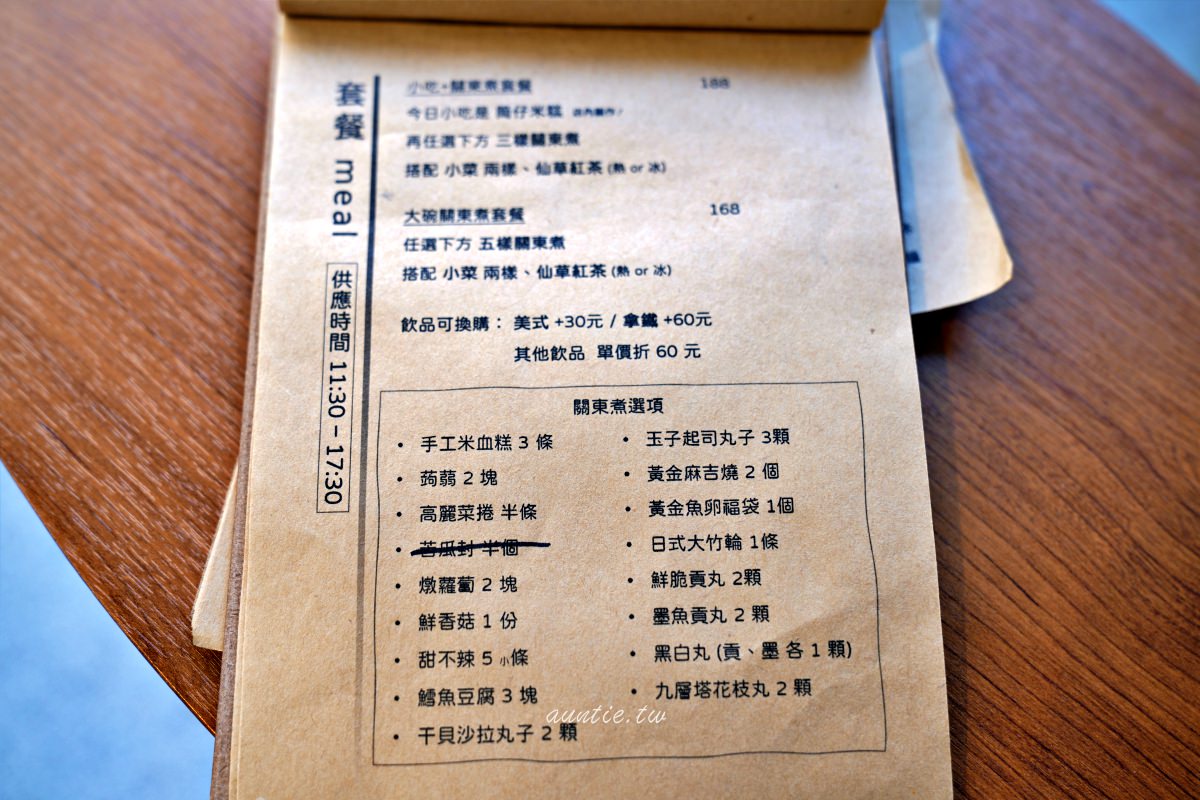 套餐 meal
供應時間 11:30 – 17:30
小吃+關東煮套餐 188
今日小吃是 筒仔米糕
再任選下方 三樣關東煮
搭配 小菜 兩樣、仙草紅茶 (熱 or 冰)
大碗關東煮套餐 168
任選下方 五樣關東煮
搭配 小菜 兩樣、仙草紅茶 (熱 or 冰)
飲品可換購： 美式 +30元 / 拿鐵 +60元
其他飲品 單價折 60 元
關東煮選項
• 手工米血糕 3 條
• 蒟蒻 2 塊
• 高麗菜捲 半條
• 苦瓜封 半個
• 燉蘿蔔 2 塊
• 鮮香菇 1 份
• 甜不辣 5 小條
• 鱈魚豆腐 3 塊
• 干貝沙拉丸子 2 顆
• 玉子起司丸子 3顆
• 黃金麻吉燒 2 個
• 黃金魚卵福袋 1個
• 日式大竹輪 1條
• 鮮脆貢丸 2顆
• 墨魚貢丸 2 顆
• 黑白丸 (貢、墨 各 1 顆)
• 九層塔花枝丸 2 顆
auntie.tw